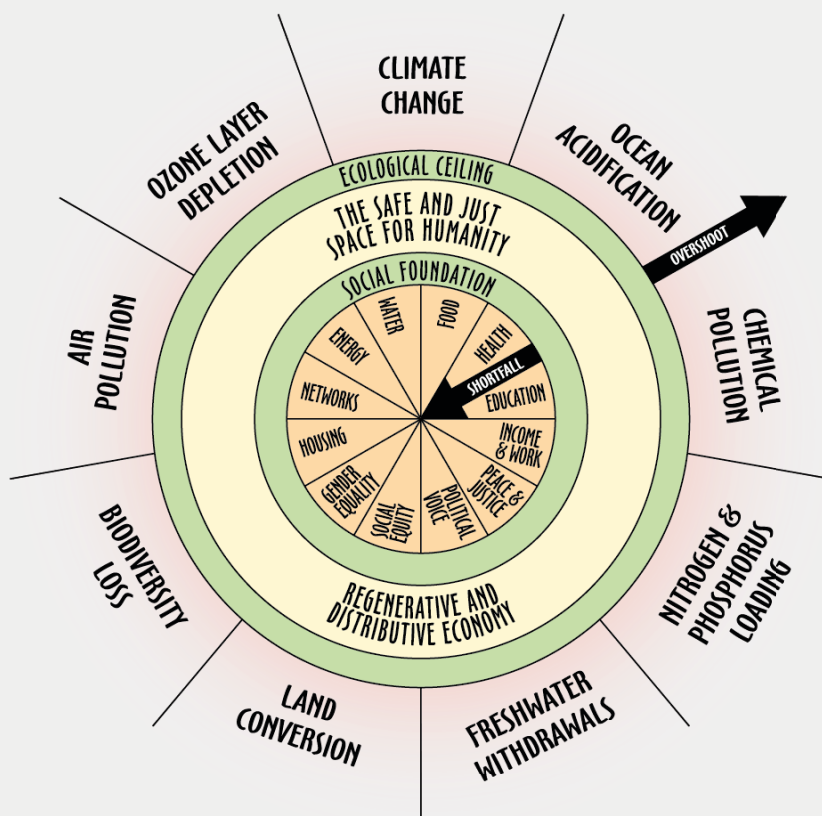 CLIMATE
CHANGE
OCEAN
ACIDIFICATION
OVERSHOOT
CHEMICAL
POLLUTION
NITROGEN &
PHOSPHORUS
LOADING
FRESHWATER
WITHDRAWALS
LAND
CONVERSION
BIODIVERSITY
LOSS
AIR
POLLUTION
OZONE LAYER
DEPLETION
ECOLOGICAL CEILING
THE SAFE AND JUST
SPACE FOR HUMANITY
SOCIAL FOUNDATION
FOOD
HEALTH
SHORTFALL
EDUCATION
INCOME
& WORK
PEACE &
JUSTICE
POLITICAL
VOICE
SOCIAL
EQUITY
GENDER
EQUALITY
HOUSING
NETWORKS
ENERGY
WATER
REGENERATIVE AND
DISTRIBUTIVE ECONOMY